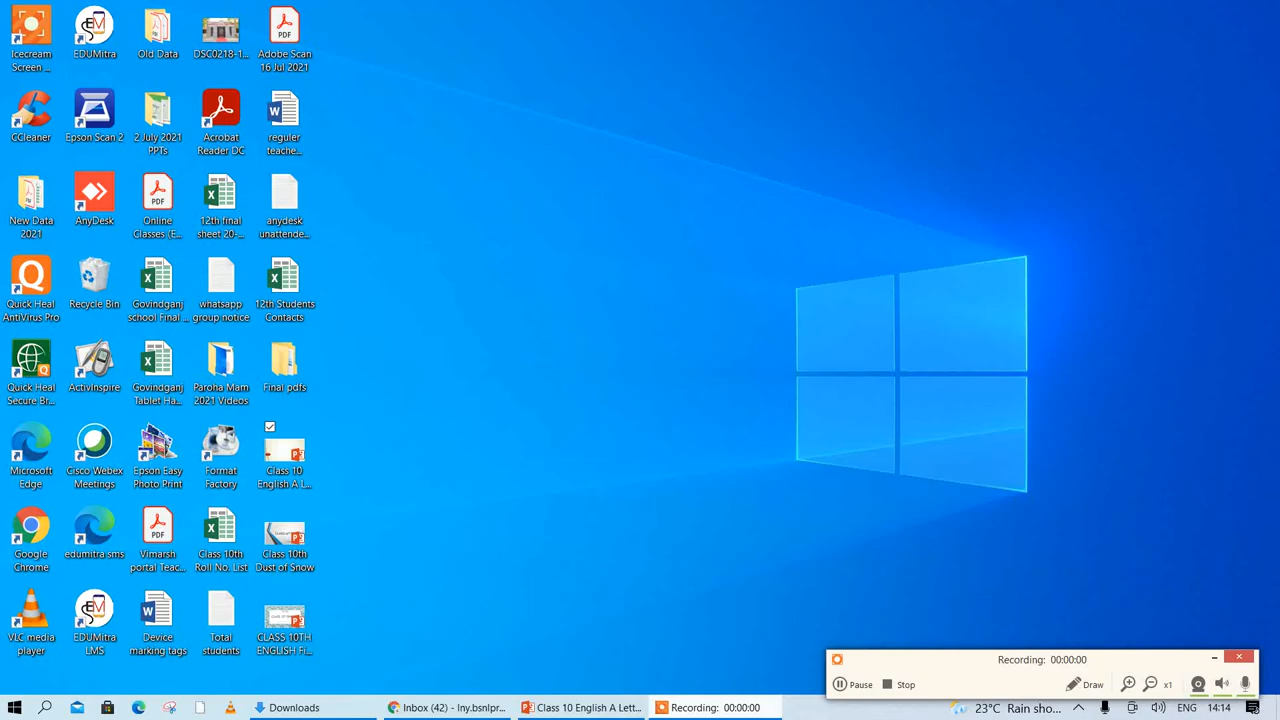 Icecream
Screen ...
EDUMitra
Old Data
DSC0218-1...
Adobe Scan
16 Jul 2021
CCleaner
Epson Scan 2
2 July 2021
PPTs
Acrobat
Reader DC
reguler
teache...
New Data
2021
AnyDesk
Online
Classes (E...
12th final
sheet 20-...
anydesk
unattende...
Quick Heal
AntiVirus Pro
Recycle Bin
Govindganj
school Final ...
whatsapp
group notice
12th Students
Contacts
Quick Heal
Secure Br...
ActivInspire
Govindganj
Tablet Ha...
Paroha Mam
2021 Videos
Final pdfs
Microsoft
Edge
Cisco Webex
Meetings
Epson Easy
Photo Print
Format
Factory
Class 10
English A L...
Google
Chrome
edumitra sms
Vimarsh
portal Teac...
Class 10th
Roll No. List
Class 10th
Dust of Snow
VLC media
player
EDUMitra
LMS
Device
marking tags
Total
students
CLASS 10TH
ENGLISH Fi...
Recording: 00:00:00
Pause
Stop
Draw
x1
Downloads
Inbox (42) - lny.bsnlpr...
Class 10 English A Lett...
Recording: 00:00:00
23°C Rain sho...
ENG
14:14